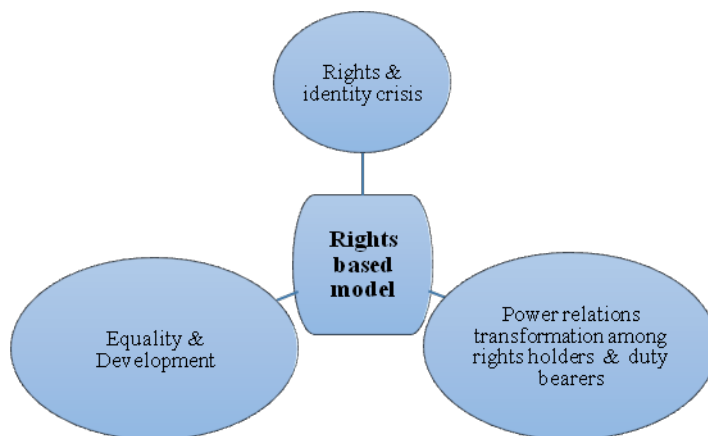 Rights &
identity crisis
Rights
based
model
Equality &
Development
Power relations
transformation among
rights holders & duty
bearers